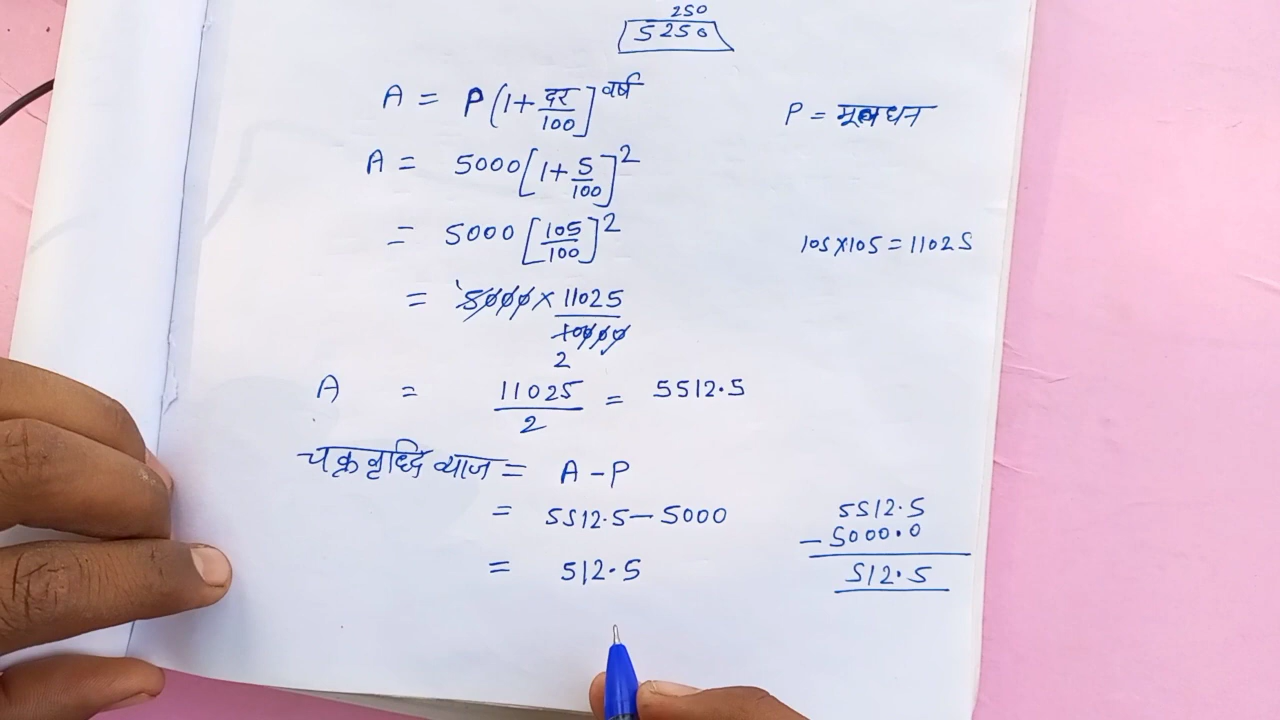 250
5250
A = P(1+दर/100]वर्ष
P = मूलधन
A = 5000[1+5/100]2
= 5000[105/100]2
105×105=11025
= 5000×11025/10000
2
A = 11025/2 = 5512.5
चक्रवृध्दि व्याज = A-P
= 5512.5-5000
= 512.5
5512.5
-5000.0
512.5